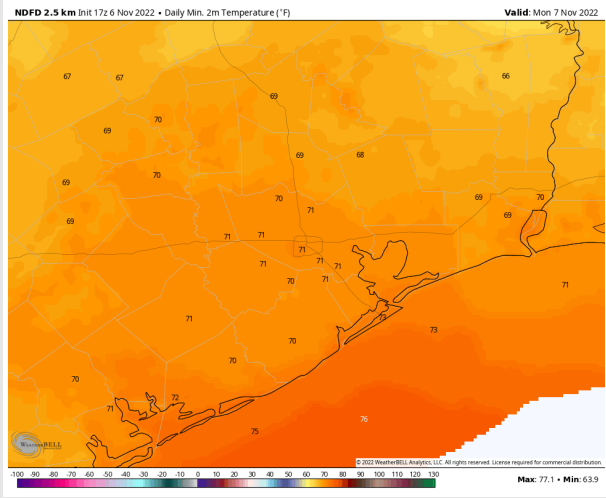 NDFD 2.5 km Init 17z 6 Nov 2022 • Daily Min. 2m Temperature (°F) Valid: Mon 7 Nov 2022
67 67 66
69
70
69
69 68
70
69
70 69 70
71 69
69
71 71
71
71 71 71
71 70 71
71
73
73
70
70
70
71 72
76
75
WEATHERBELL
© 2022 WeatherBELL Analytics, LLC. All rights reserved. License required for commercial distribution.
-100 -90 -80 -70 -60 -50 -40 -30 -20 -10 0 10 20 30 40 50 60 70 80 90 100 110 120 130
Max: 77.1 • Min: 63.9